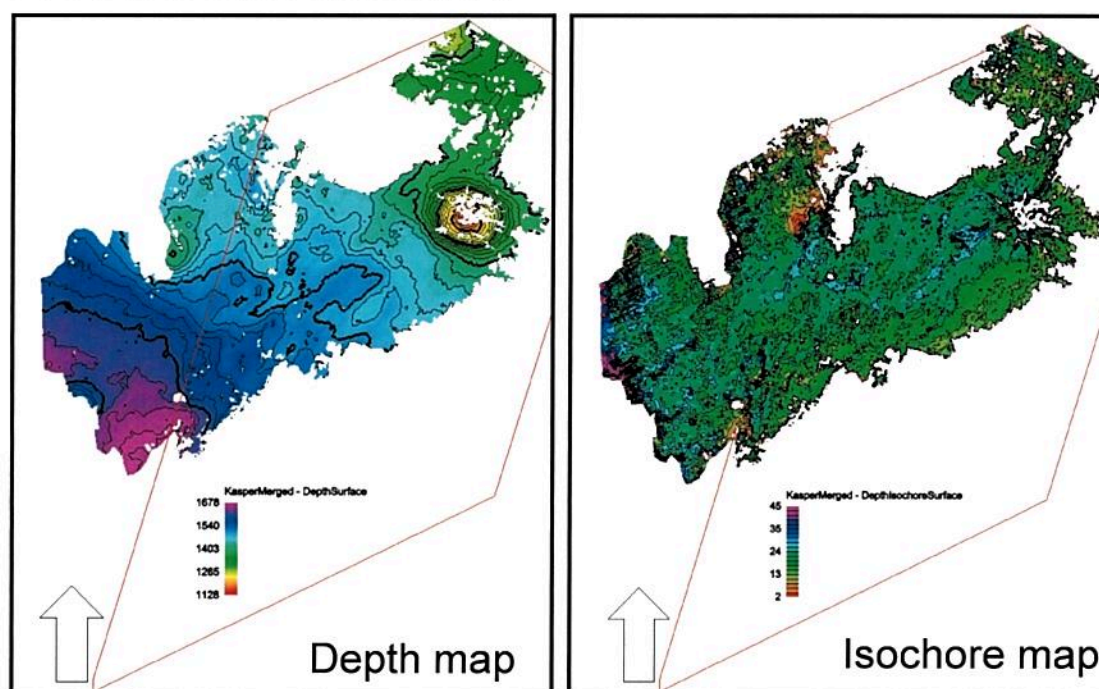 KasperMerged - DepthSurface
1678
1540
1403
1265
1128
Depth map
KasperMerged - DepthIsochoreSurface
45
35
24
13
2
Isochore map